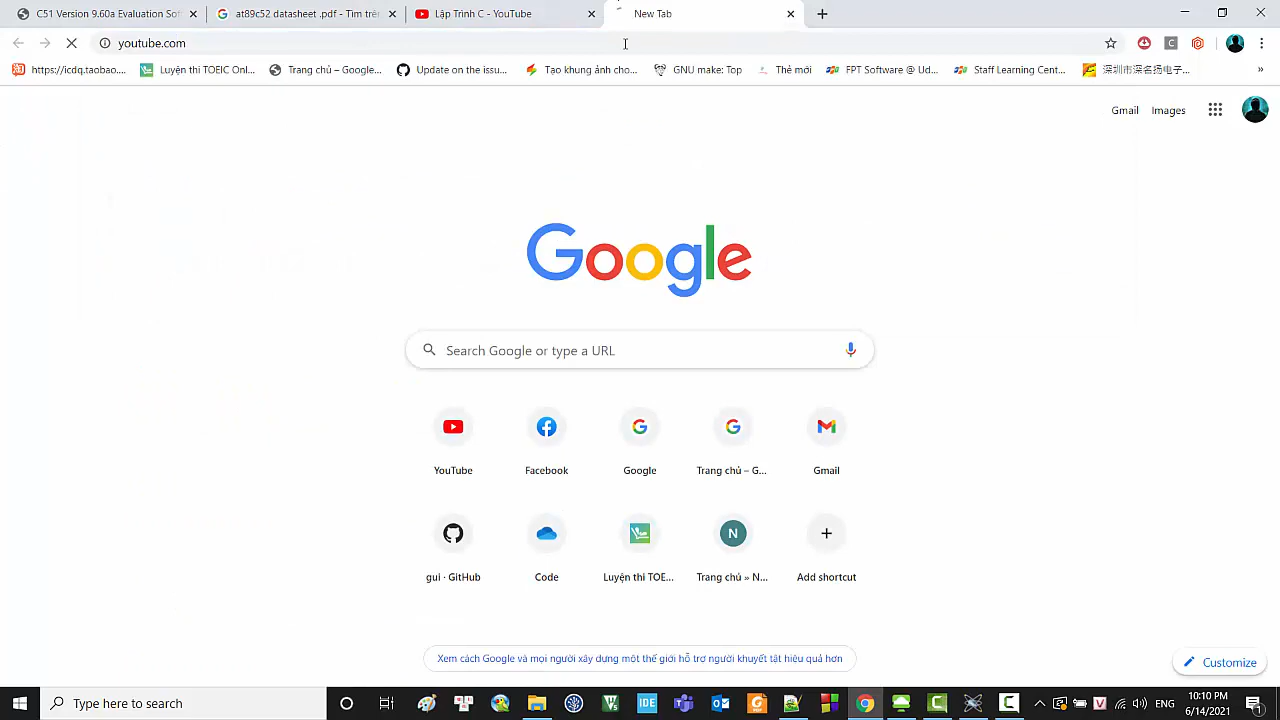 C51 Version 9.60a Evaluation Soft
at89c52 datasheet .pdf - Tìm trên
Lập Trình C - YouTube
New Tab
youtube.com
https://icdq.taobao....
Luyện thi TOEIC Onl...
Trang chủ – Google...
Update on the issu...
Tạo khung ảnh cho...
GNU make Top
Thẻ mới
FPT Software @ Ud...
Staff Learning Cent...
深圳市深名扬电子...
»
Gmail
Images
Google
Search Google or type a URL
YouTube
Facebook
Google
Trang chủ – G...
Gmail
N
gui · GitHub
Code
Luyện thi TOE...
Trang chủ » N...
Add shortcut
Xem cách Google và mọi người xây dựng một thế giới hỗ trợ người khuyết tật hiệu quả hơn
Customize
Type here to search
IDE
ENG
10:10 PM
6/14/2021